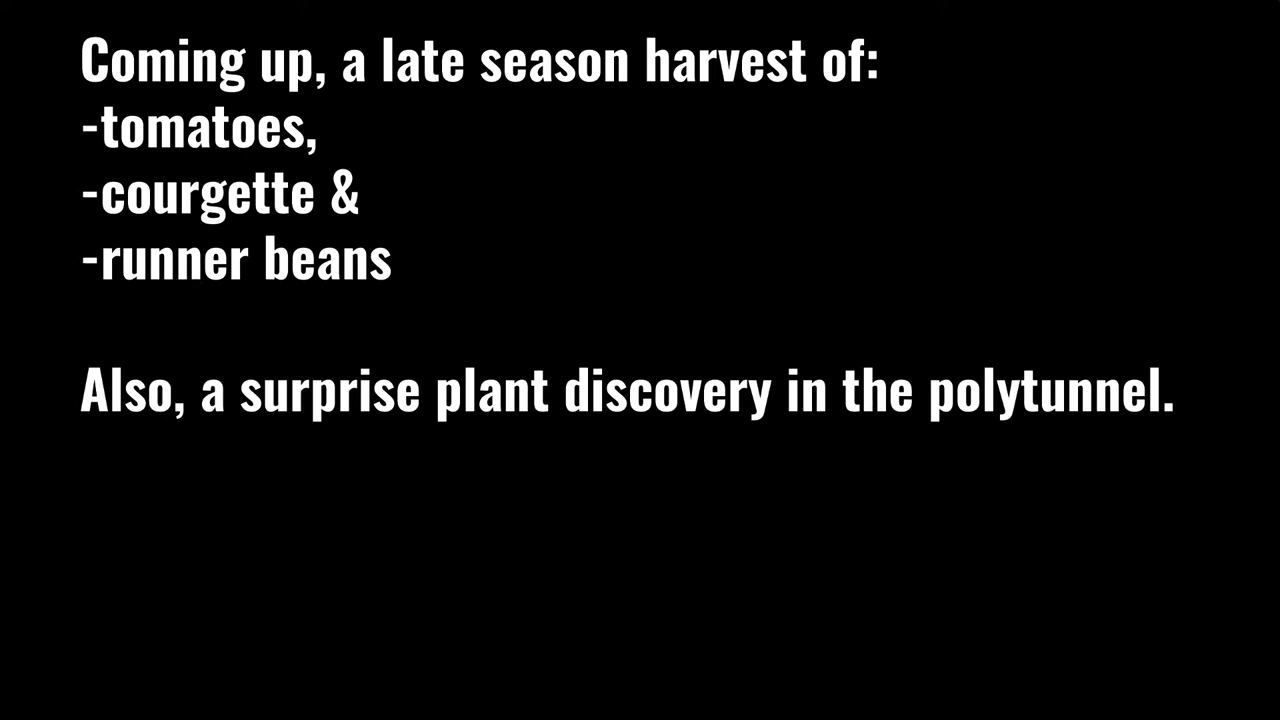 Coming up, a late season harvest of:
-tomatoes,
-courgette &
-runner beans
Also, a surprise plant discovery in the polytunnel.